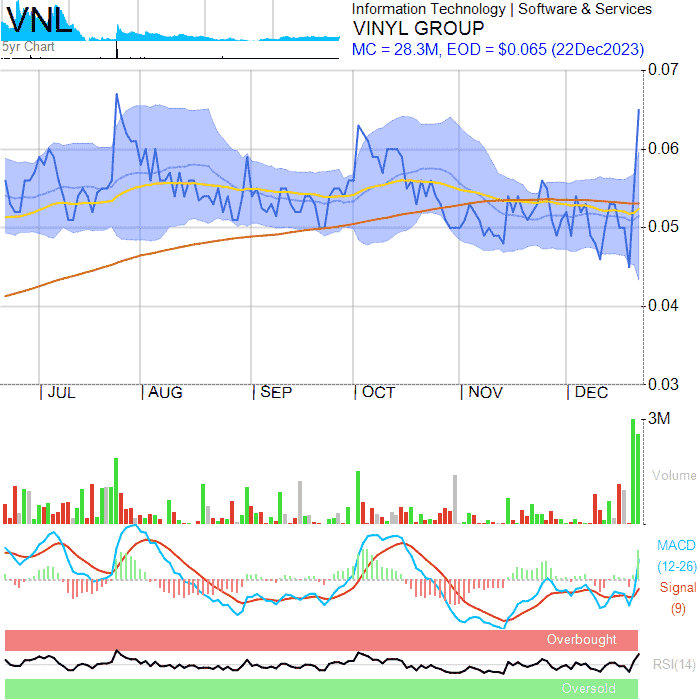 VNL
Information Technology | Software & Services
VINYL GROUP
5yr Chart
MC = 28.3M, EOD = $0.065 (22Dec2023)
0.07
0.06
0.05
0.04
0.03
| JUL | AUG | SEP | OCT | NOV | DEC
3M
Volume
MACD
(12-26)
Signal
(9)
Overbought
RSI(14)
Oversold